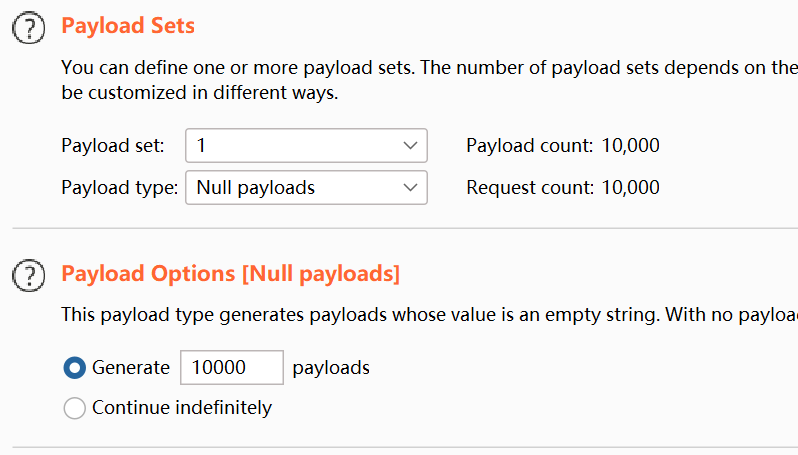 Payload Sets
You can define one or more payload sets. The number of payload sets depends on the
be customized in different ways.
Payload set: 1 Payload count: 10,000
Payload type: Null payloads Request count: 10,000
Payload Options [Null payloads]
This payload type generates payloads whose value is an empty string. With no payloa
Generate 10000 payloads
Continue indefinitely